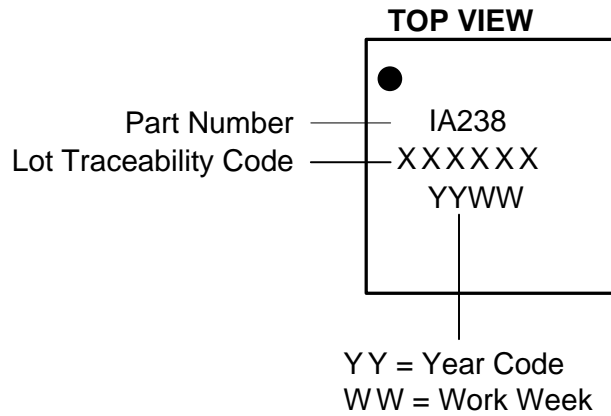 TOP VIEW
Part Number
IA238
Lot Traceability Code
XXXXXX
YYWW
YY = Year Code
WW = Work Week